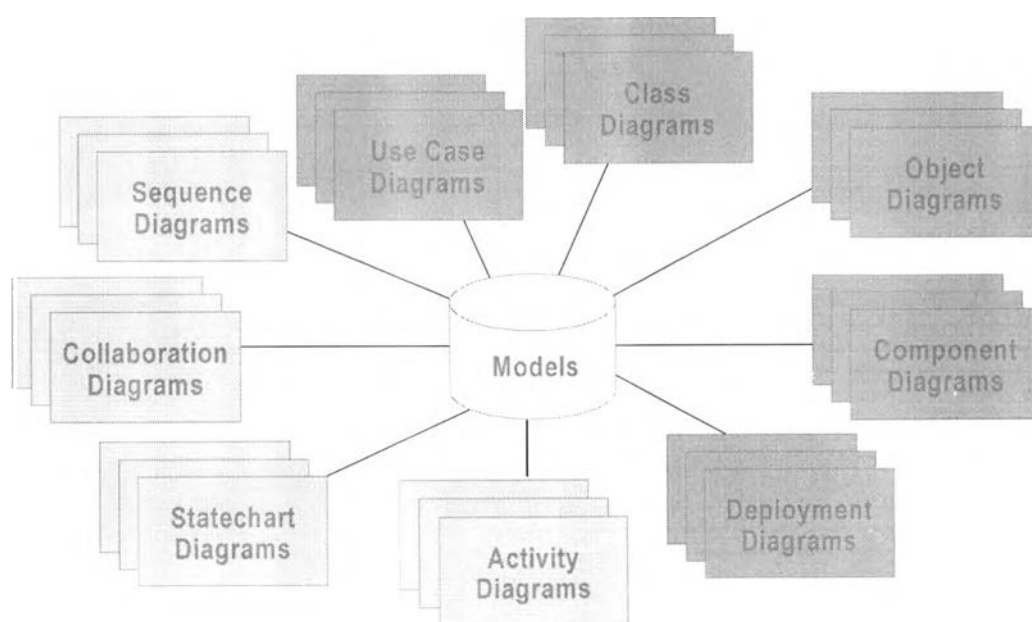 Class
Diagrams
Use Case
Diagrams
Object
Diagrams
Sequence
Diagrams
Collaboration
Diagrams
Models
Component
Diagrams
Statechart
Diagrams
Activity
Diagrams
Deployment
Diagrams